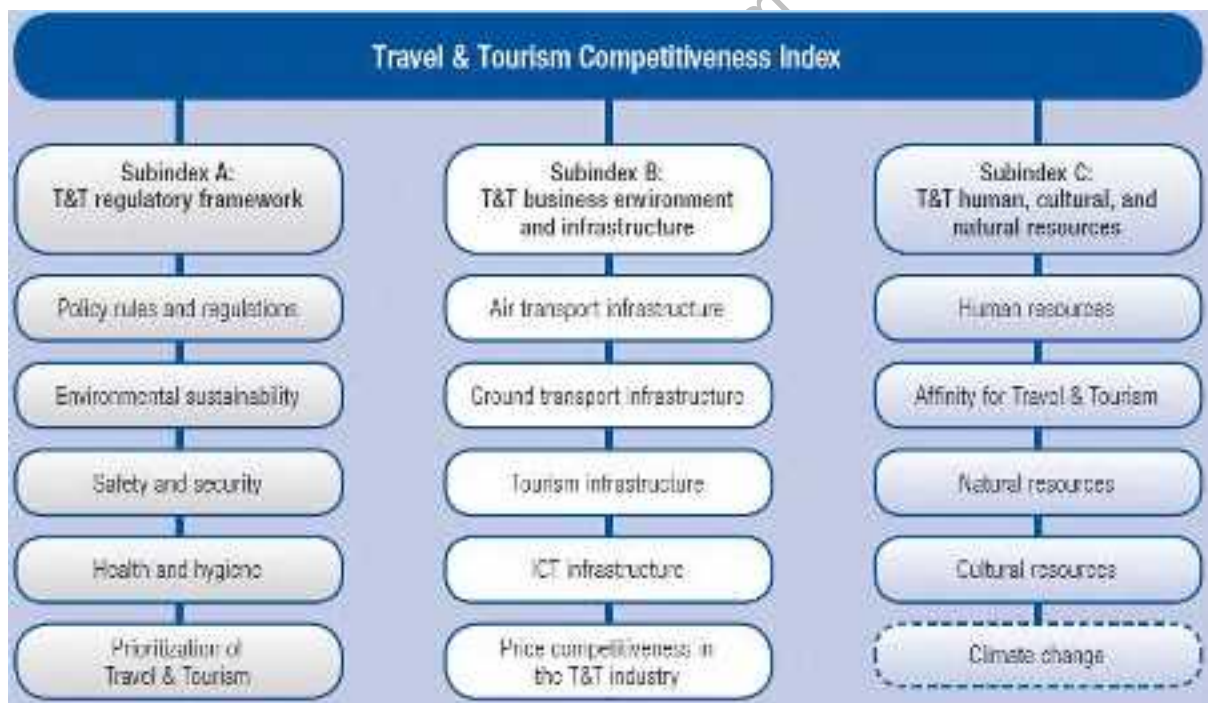 Travel & Tourism Competitiveness Index
Subindex A:
T&T regulatory framework
Policy rules and regulations
Environmental sustainability
Safety and security
Health and hygiene
Prioritization of
Travel & Tourism
Subindex B:
T&T business environment
and infrastructure
Air transport infrastructure
Ground transport infrastructure
Tourism infrastructure
ICT infrastructure
Price competitiveness in
the T&T industry
Subindex C:
T&T human, cultural, and
natural resources
Human resources
Affinity for Travel & Tourism
Natural resources
Cultural resources
Climate change